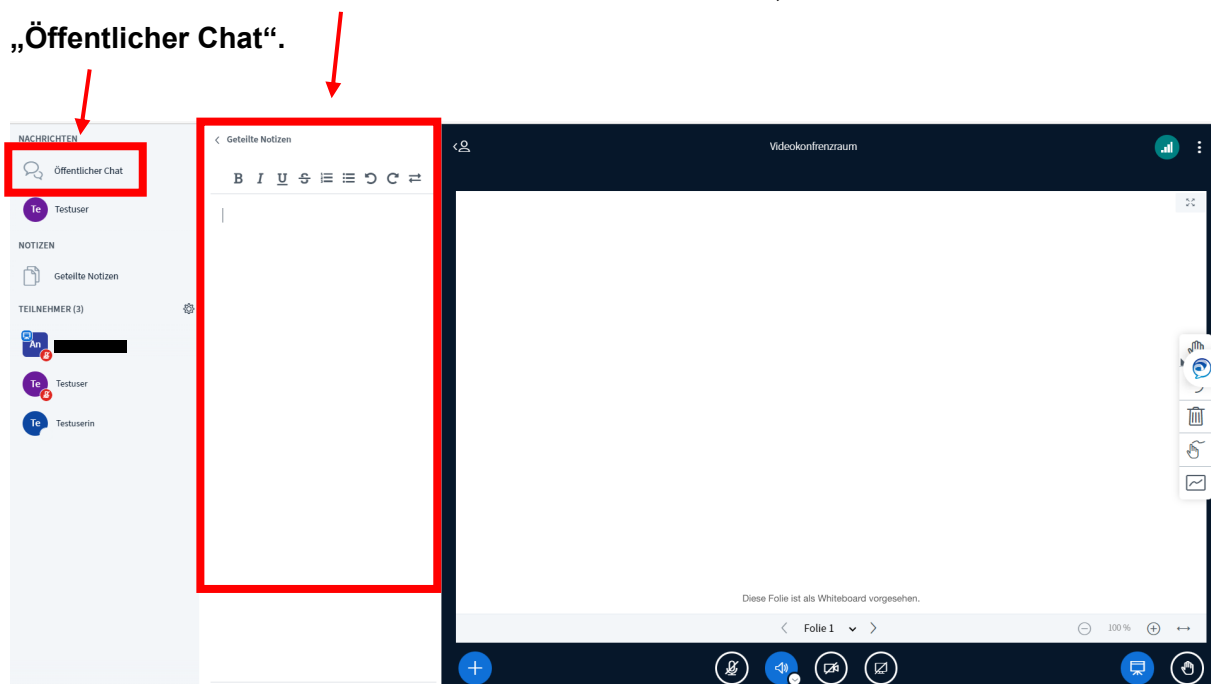 „Öffentlicher Chat“.
NACHRICHTEN
Öffentlicher Chat
Te Testuser
NOTIZEN
Geteilte Notizen
TEILNEHMER (3)
An
Te Testuser
Te Testuserin
Geteilte Notizen
B I U S
Videokonfrenzraum
Diese Folie ist als Whiteboard vorgesehen.
Folie 1
100 %